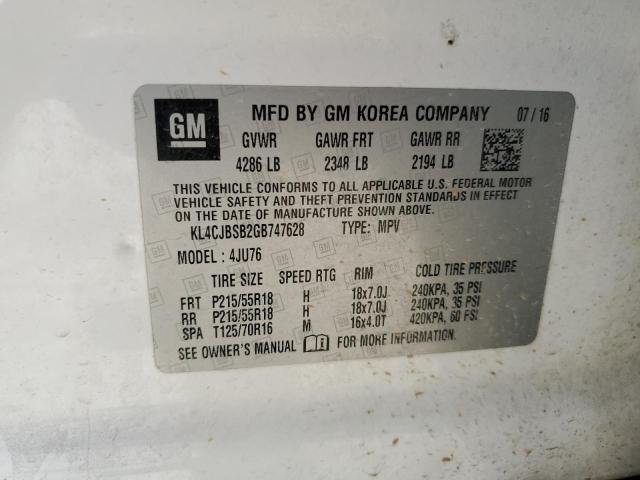 GM MFD BY GM KOREA COMPANY 07 / 16
GVWR GAWR FRT GAWR RR
4286 LB 2348 LB 2194 LB
THIS VEHICLE CONFORMS TO ALL APPLICABLE U.S. FEDERAL MOTOR
VEHICLE SAFETY AND THEFT PREVENTION STANDARDS IN EFFECT ON
THE DATE OF MANUFACTURE SHOWN ABOVE.
KL4CJBSB2GB747628 TYPE: MPV
MODEL : 4JU76
TIRE SIZE SPEED RTG RIM COLD TIRE PRESSURE
FRT P215/55R18 H 18x7.0J 240KPA, 35 PSI
RR P215/55R18 H 18x7.0J 240KPA, 35 PSI
SPA T125/70R16 M 16x4.0T 420KPA, 60 PSI
SEE OWNER'S MANUAL FOR MORE INFORMATION.